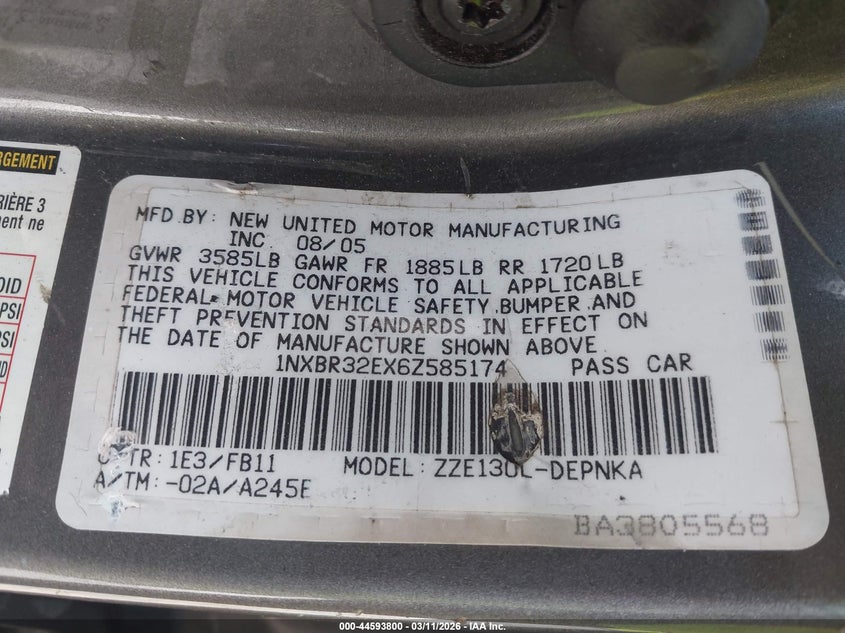 RGEMENT
RIÈRE 3
ment ne
OID
PSI
PSI
MFD BY: NEW UNITED MOTOR MANUFACTURING
INC 08/05
GVWR 3585LB GAWR FR 1885LB RR 1720LB
THIS VEHICLE CONFORMS TO ALL APPLICABLE
FEDERAL MOTOR VEHICLE SAFETY,BUMPER,AND
THEFT PREVENTION STANDARDS IN EFFECT ON
THE DATE OF MANUFACTURE SHOWN ABOVE.
1NXBR32EX6Z585174 PASS CAR
C/TR: 1E3/FB11 MODEL: ZZE130L-DEPNKA
A/TM: -02A/A245E
BA3805568
000-44593800 - 03/11/2026 - IAA Inc.